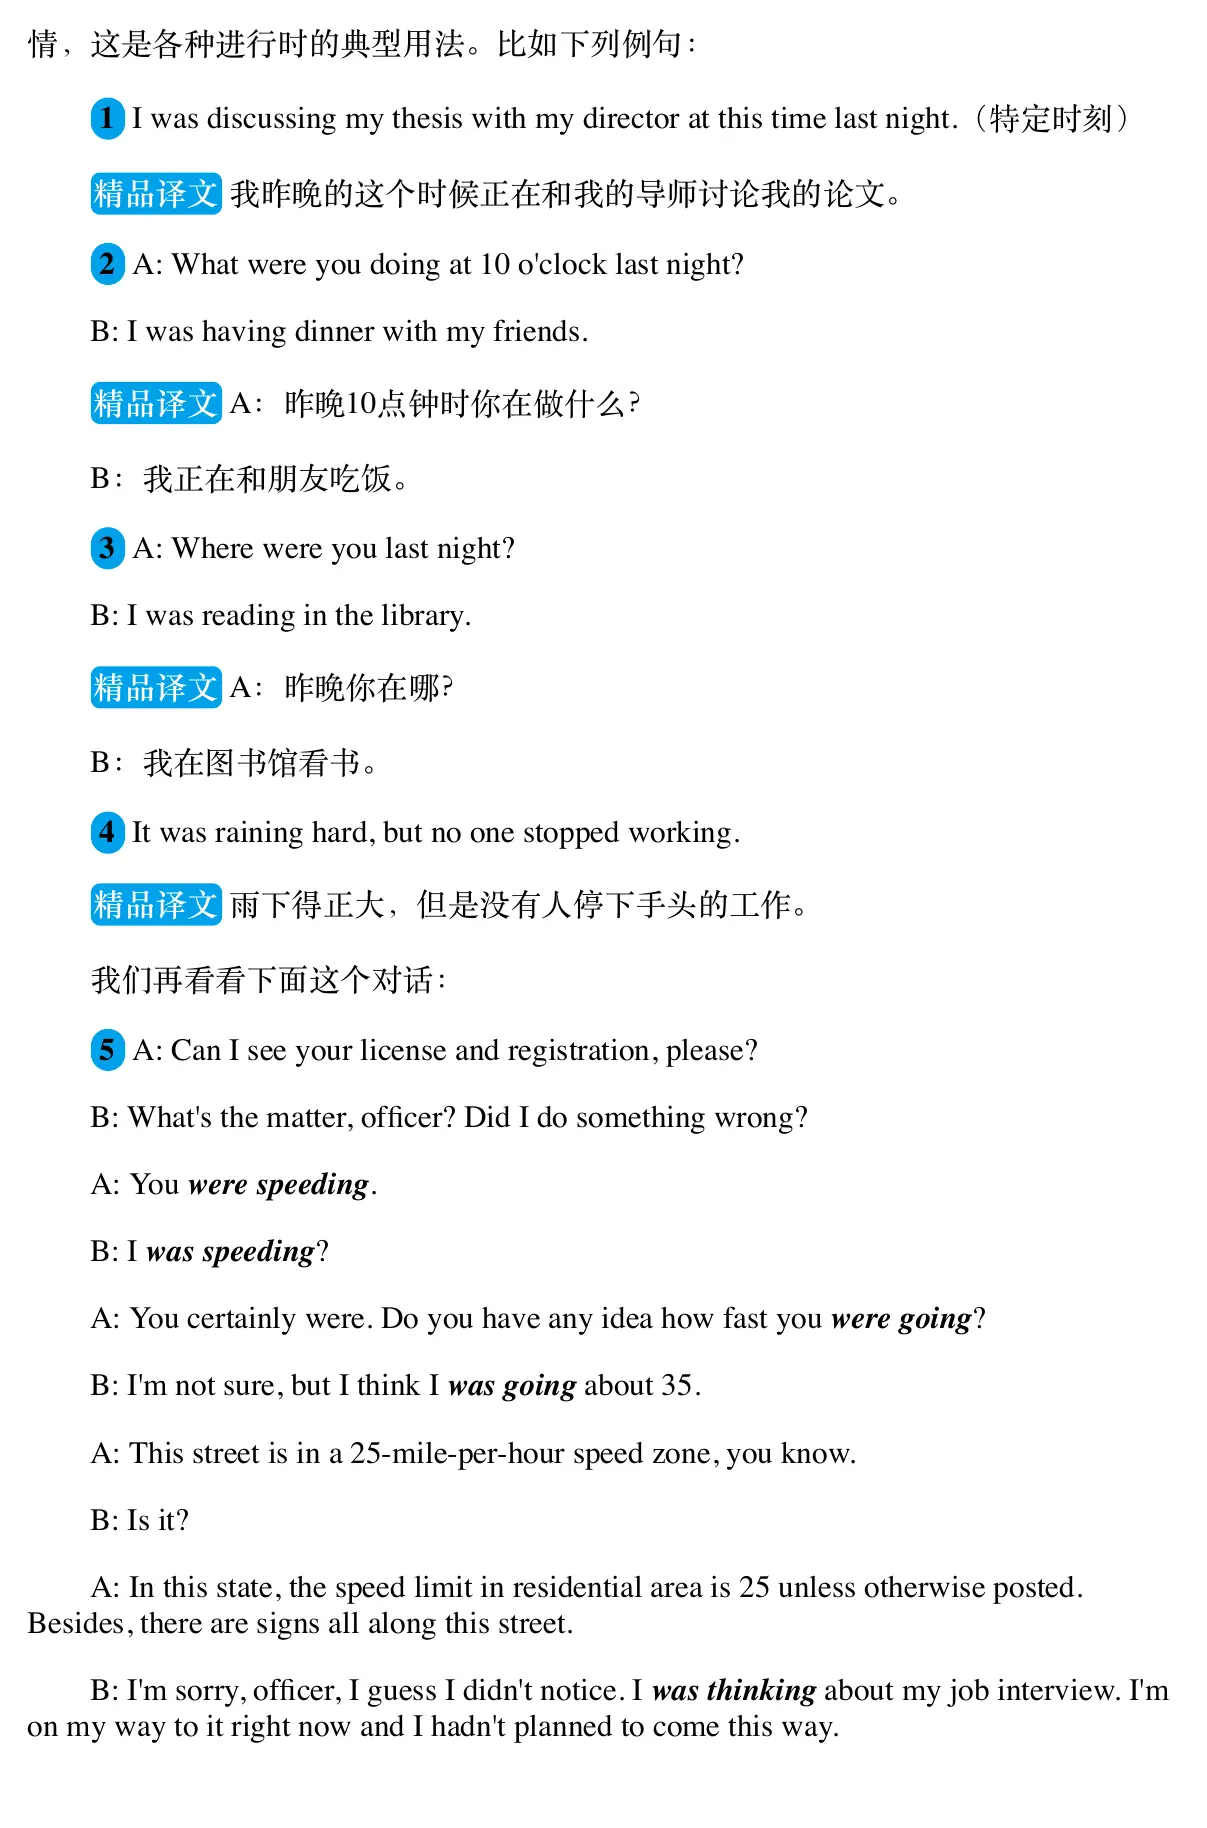 情，这是各种进行时的典型用法。比如下列例句：
1 I was discussing my thesis with my director at this time last night.（特定时刻）
精品译文 我昨晚的这个时候正在和我的导师讨论我的论文。
2 A: What were you doing at 10 o'clock last night?
B: I was having dinner with my friends.
精品译文 A：昨晚10点钟时你在做什么？
B：我正在和朋友吃饭。
3 A: Where were you last night?
B: I was reading in the library.
精品译文 A：昨晚你在哪？
B：我在图书馆看书。
4 It was raining hard, but no one stopped working.
精品译文 雨下得正大，但是没有人停下手头的工作。
我们再看看下面这个对话：
5 A: Can I see your license and registration, please?
B: What's the matter, officer? Did I do something wrong?
A: You were speeding.
B: I was speeding?
A: You certainly were. Do you have any idea how fast you were going?
B: I'm not sure, but I think I was going about 35.
A: This street is in a 25-mile-per-hour speed zone, you know.
B: Is it?
A: In this state, the speed limit in residential area is 25 unless otherwise posted.
Besides, there are signs all along this street.
B: I'm sorry, officer, I guess I didn't notice. I was thinking about my job interview. I'm
on my way to it right now and I hadn't planned to come this way.